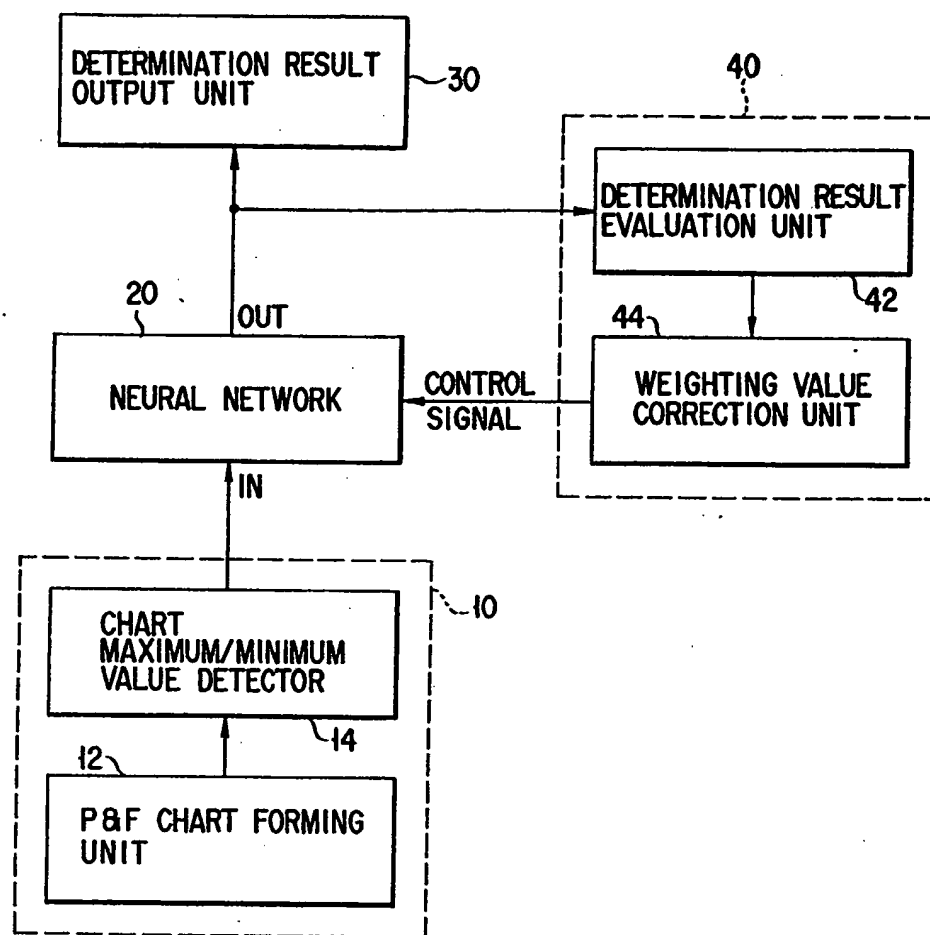 DETERMINATION RESULT
OUTPUT UNIT
30
40
DETERMINATION RESULT
EVALUATION UNIT
42
20
OUT
44
NEURAL NETWORK
CONTROL
SIGNAL
WEIGHTING VALUE
CORRECTION UNIT
IN
10
CHART
MAXIMUM/MINIMUM
VALUE DETECTOR
14
12
P&F CHART FORMING
UNIT